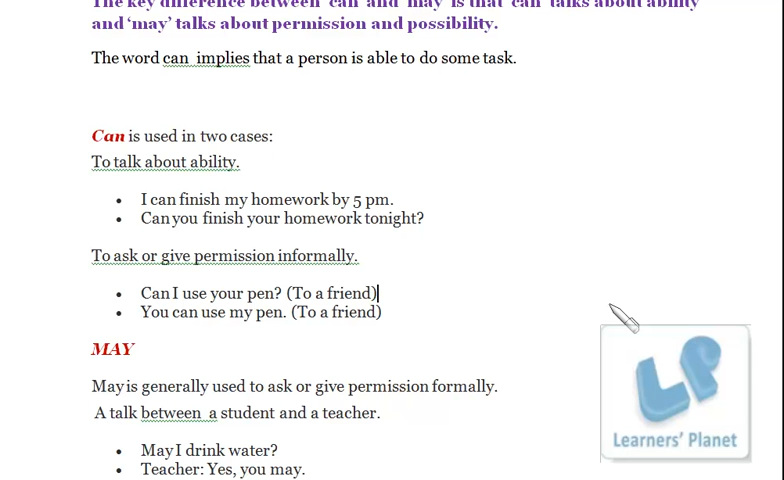 The key difference between 'can' and 'may' is that 'can' talks about ability
and 'may' talks about permission and possibility.
The word can implies that a person is able to do some task.
Can is used in two cases:
To talk about ability.
• I can finish my homework by 5 pm.
• Can you finish your homework tonight?
To ask or give permission informally.
• Can I use your pen? (To a friend)
• You can use my pen. (To a friend)
MAY
May is generally used to ask or give permission formally.
A talk between a student and a teacher.
• May I drink water?
• Teacher: Yes, you may.
LP
Learners' Planet